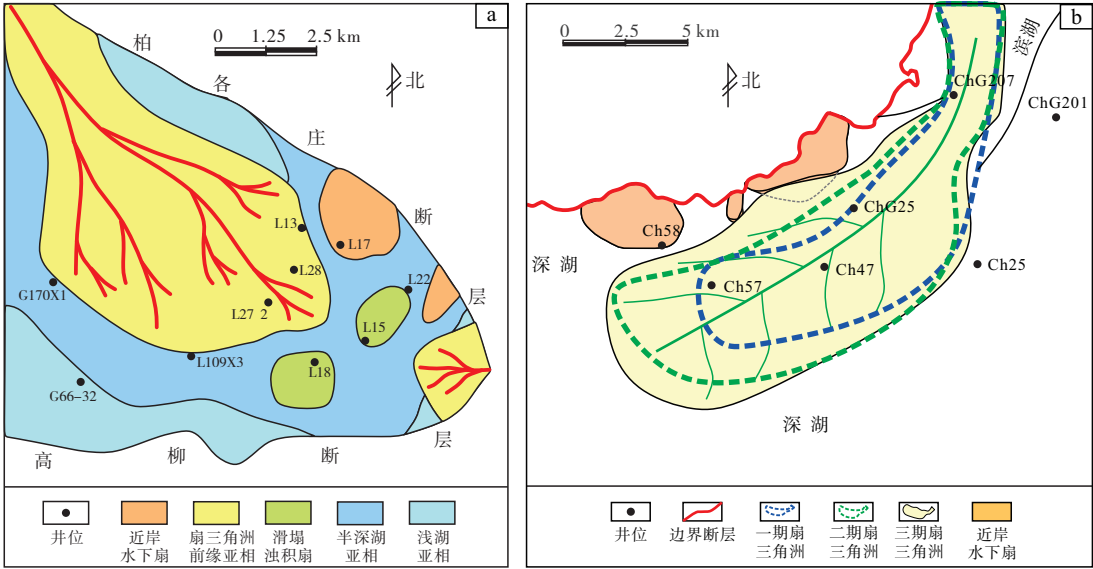 a
柏
各
庄
断
层
0 1.25 2.5 km
北
L13
L17
L28
L22
G170X1
L27 2
L15
L109X3
L18
G66-32
层
高 柳 断
井位
近岸
水下扇
扇三角洲
前缘亚相
滑塌
浊积扇
半深湖
亚相
浅湖
亚相
b
0 2.5 5 km
滨湖
北
ChG207
ChG201
ChG25
Ch58
深湖
Ch47
Ch25
Ch57
深湖
井位
边界断层
一期扇
三角洲
二期扇
三角洲
三期扇
三角洲
近岸
水下扇